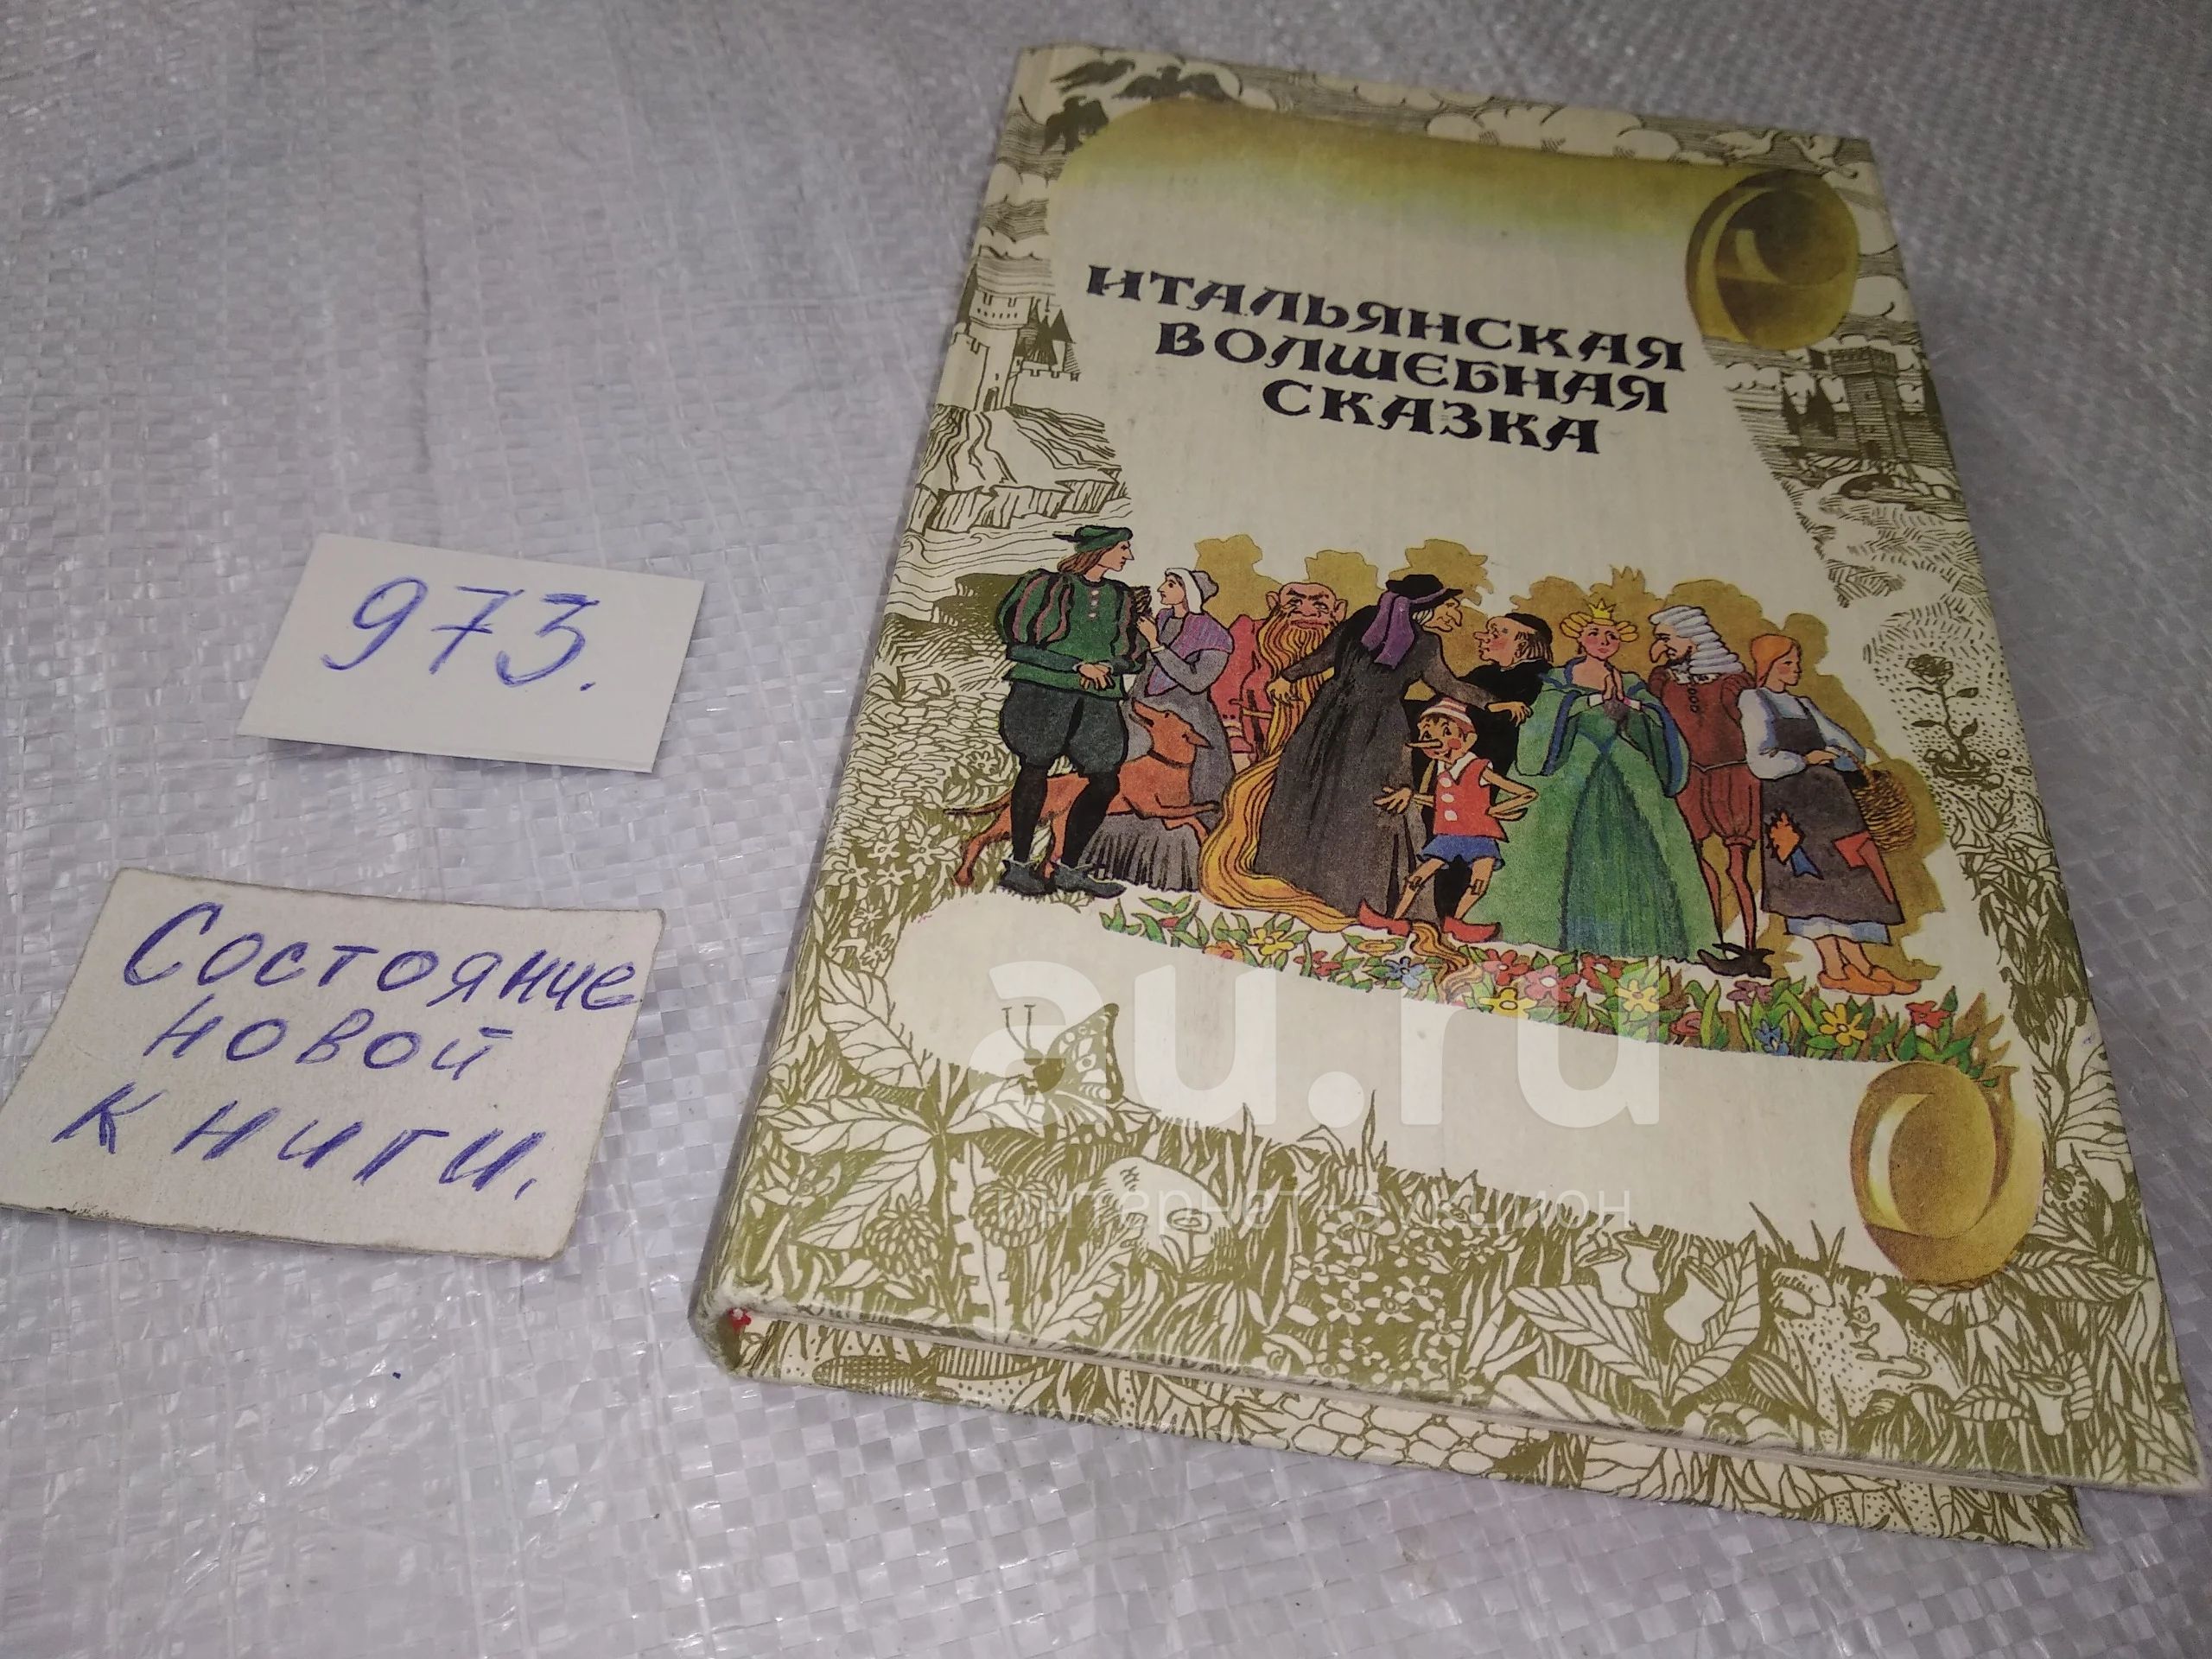 ИТАЛЬЯНСКАЯ
ВОЛШЕБНАЯ
СКАЗКА
973.
Состояние
новой
книги.
au.ru
интернет-аукцион